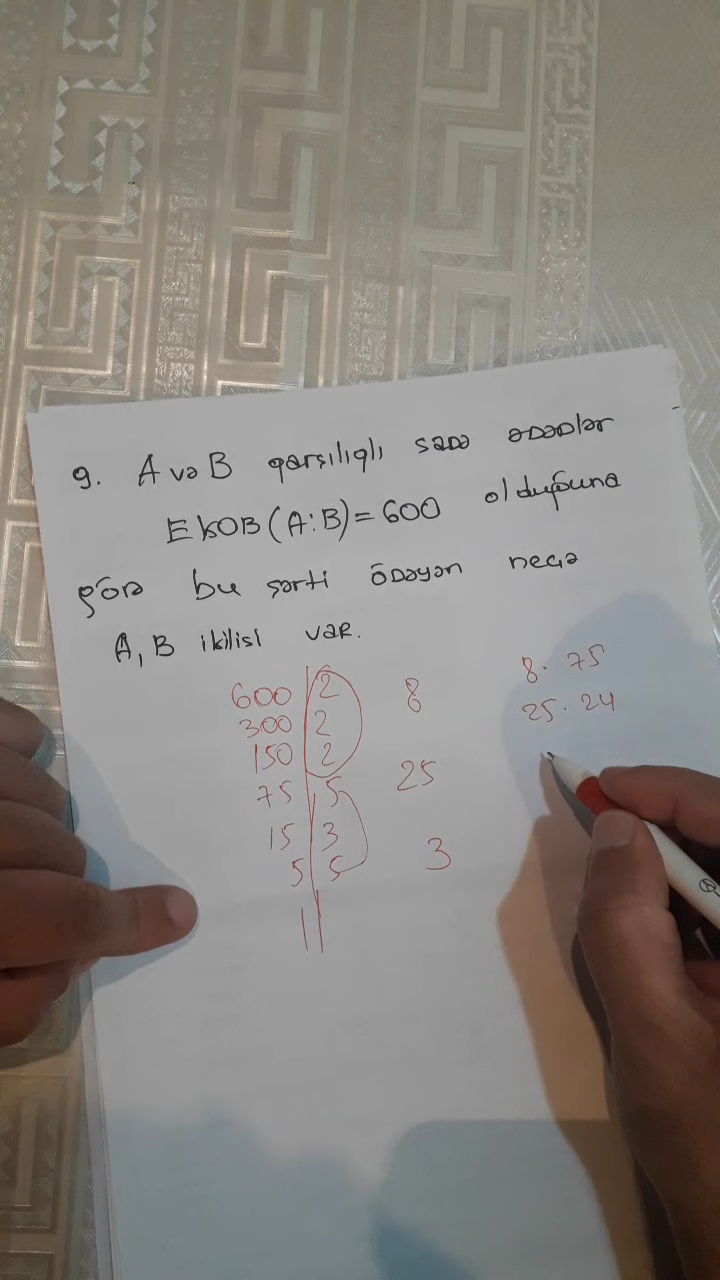 9. A və B qarşılıqlı sadə ədədlər
EkOB(A:B)=600 olduğuna
görə bu şərti ödəyən neçə
A, B ikilisi var.
600 2 8 8. 75
300 2 25. 24
150 2
75 5 25
15 3
5 5 3
1